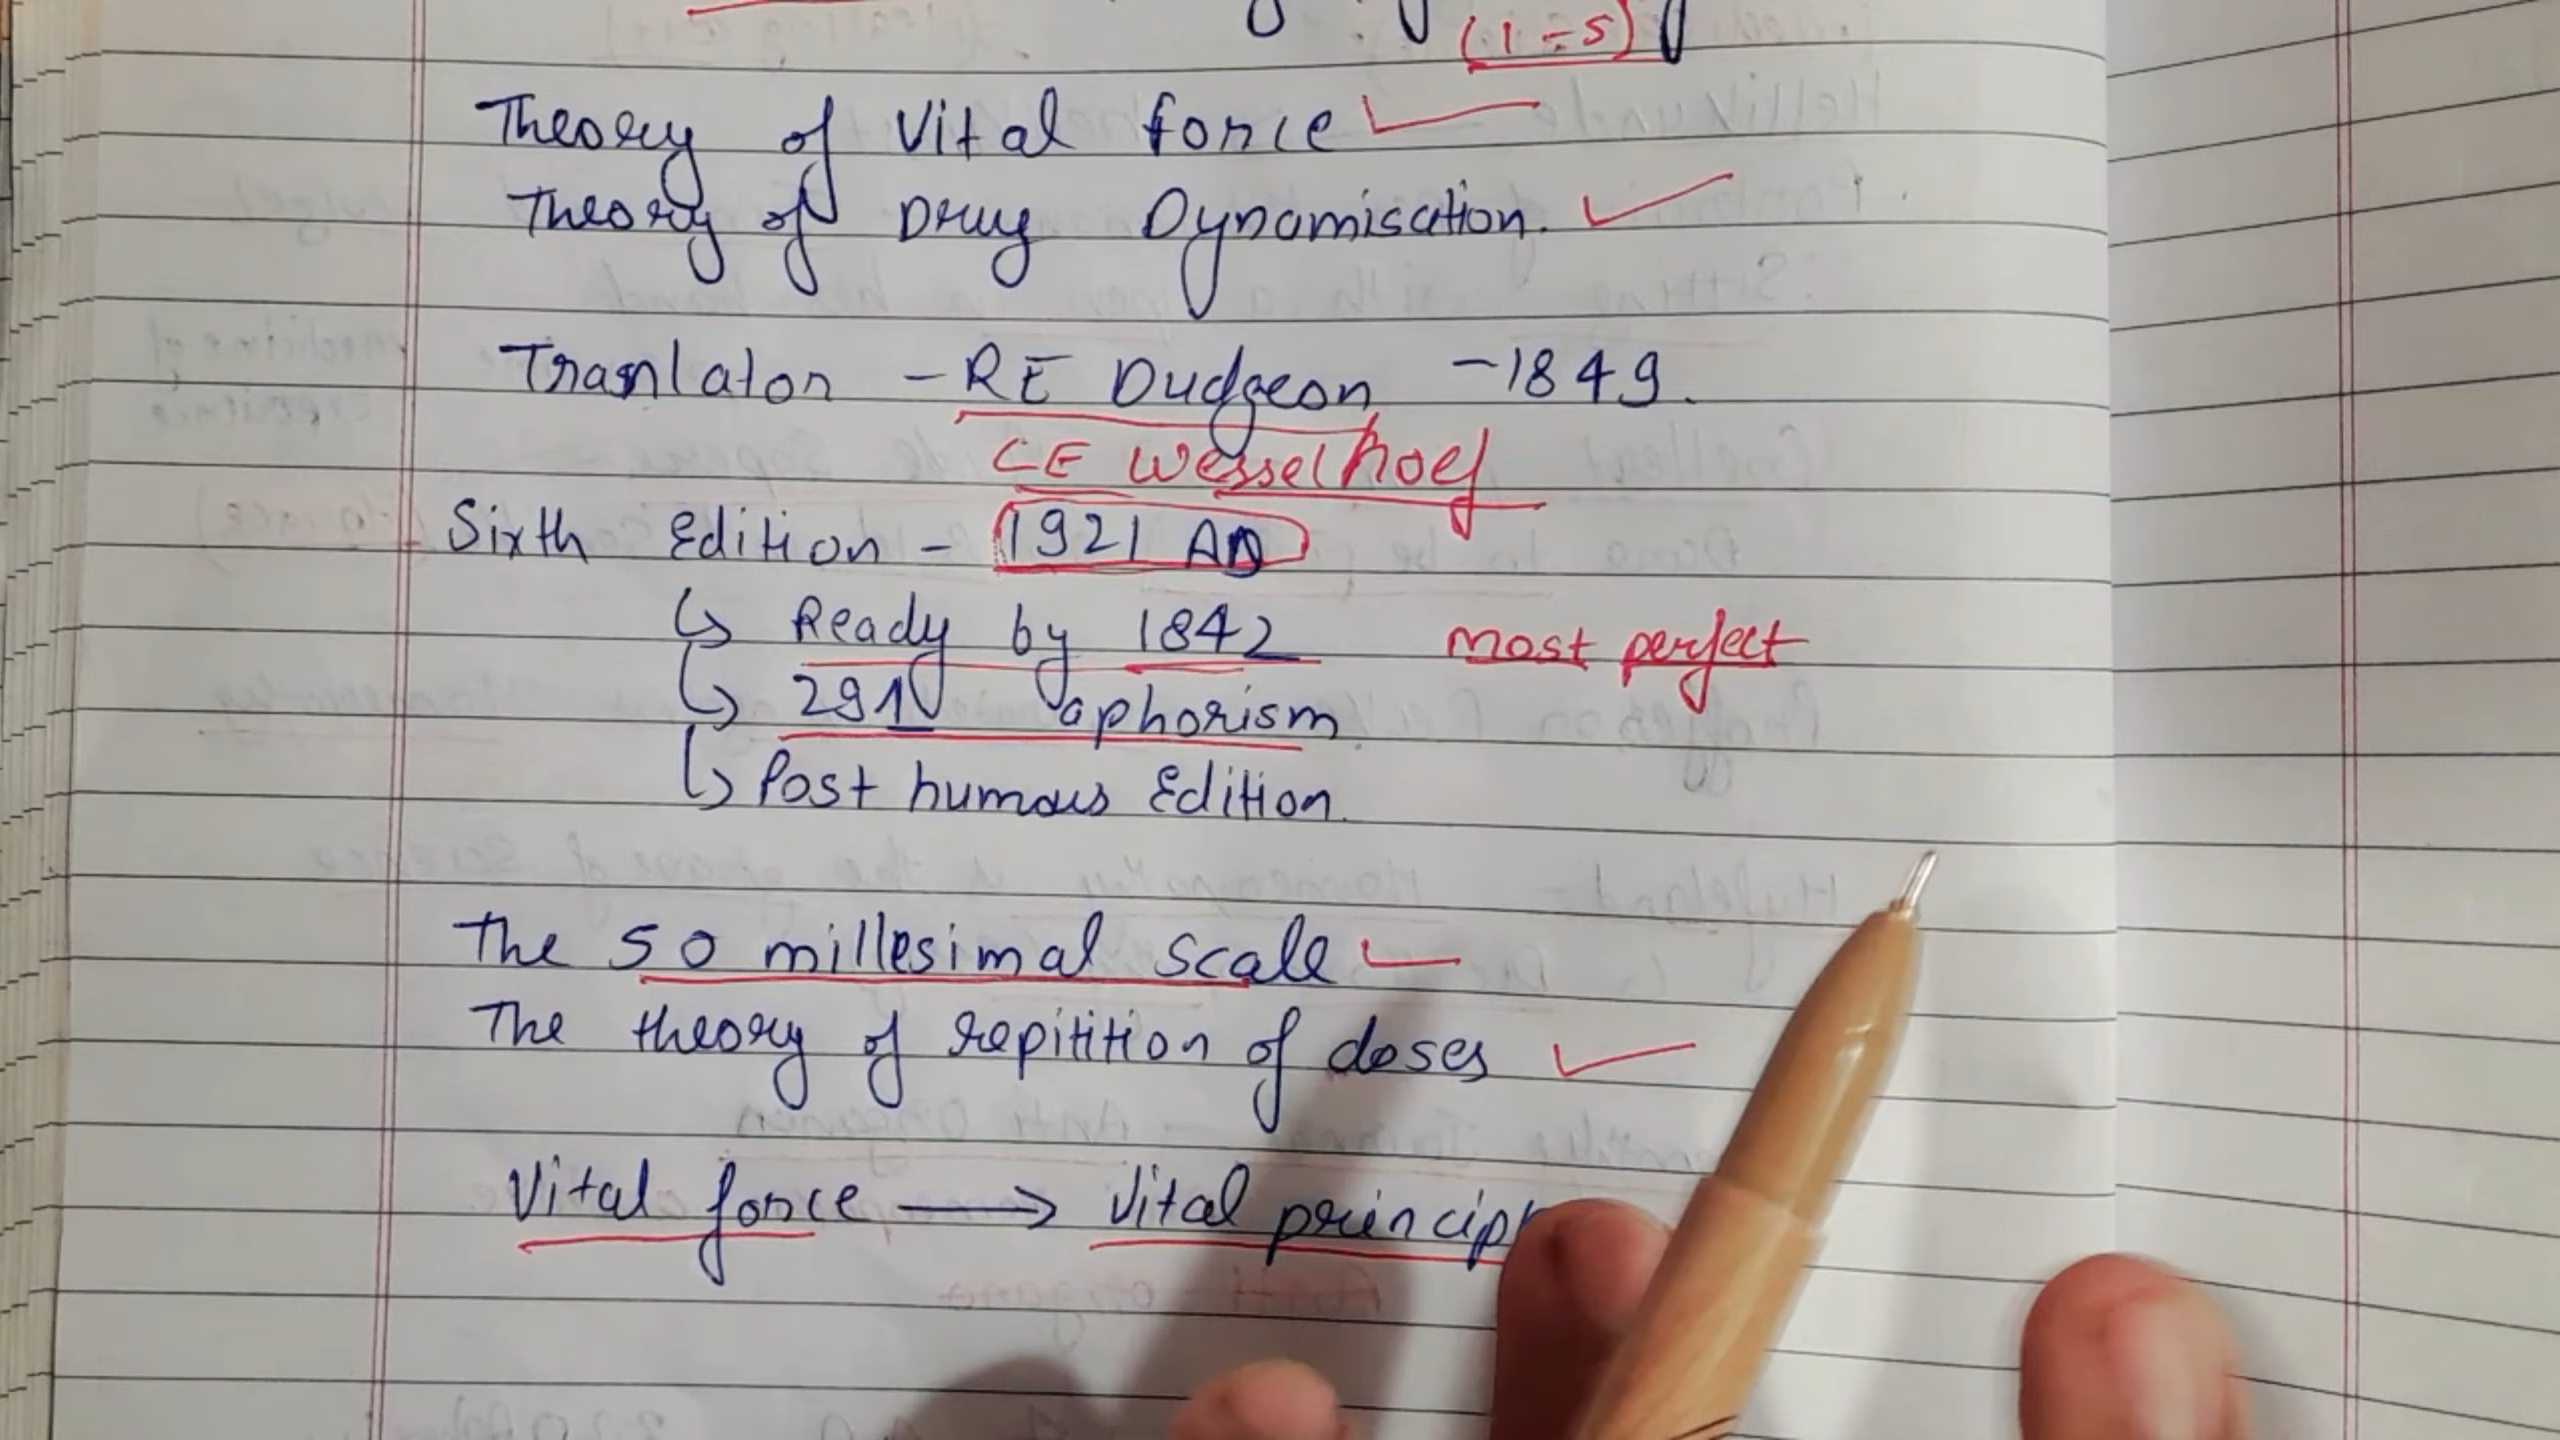 (1-5)
Theory of Vital force
Theory of Drug Dynamisation.
Tranlator - RE Dudgeon - 1849.
CE Wesselhoef
Sixth Edition - 1921 AD
Ready by 1842 most perfect
291 aphorism
Post humous Edition.
The 50 millesimal scale
The theory of repitition of doses
Vital force → Vital